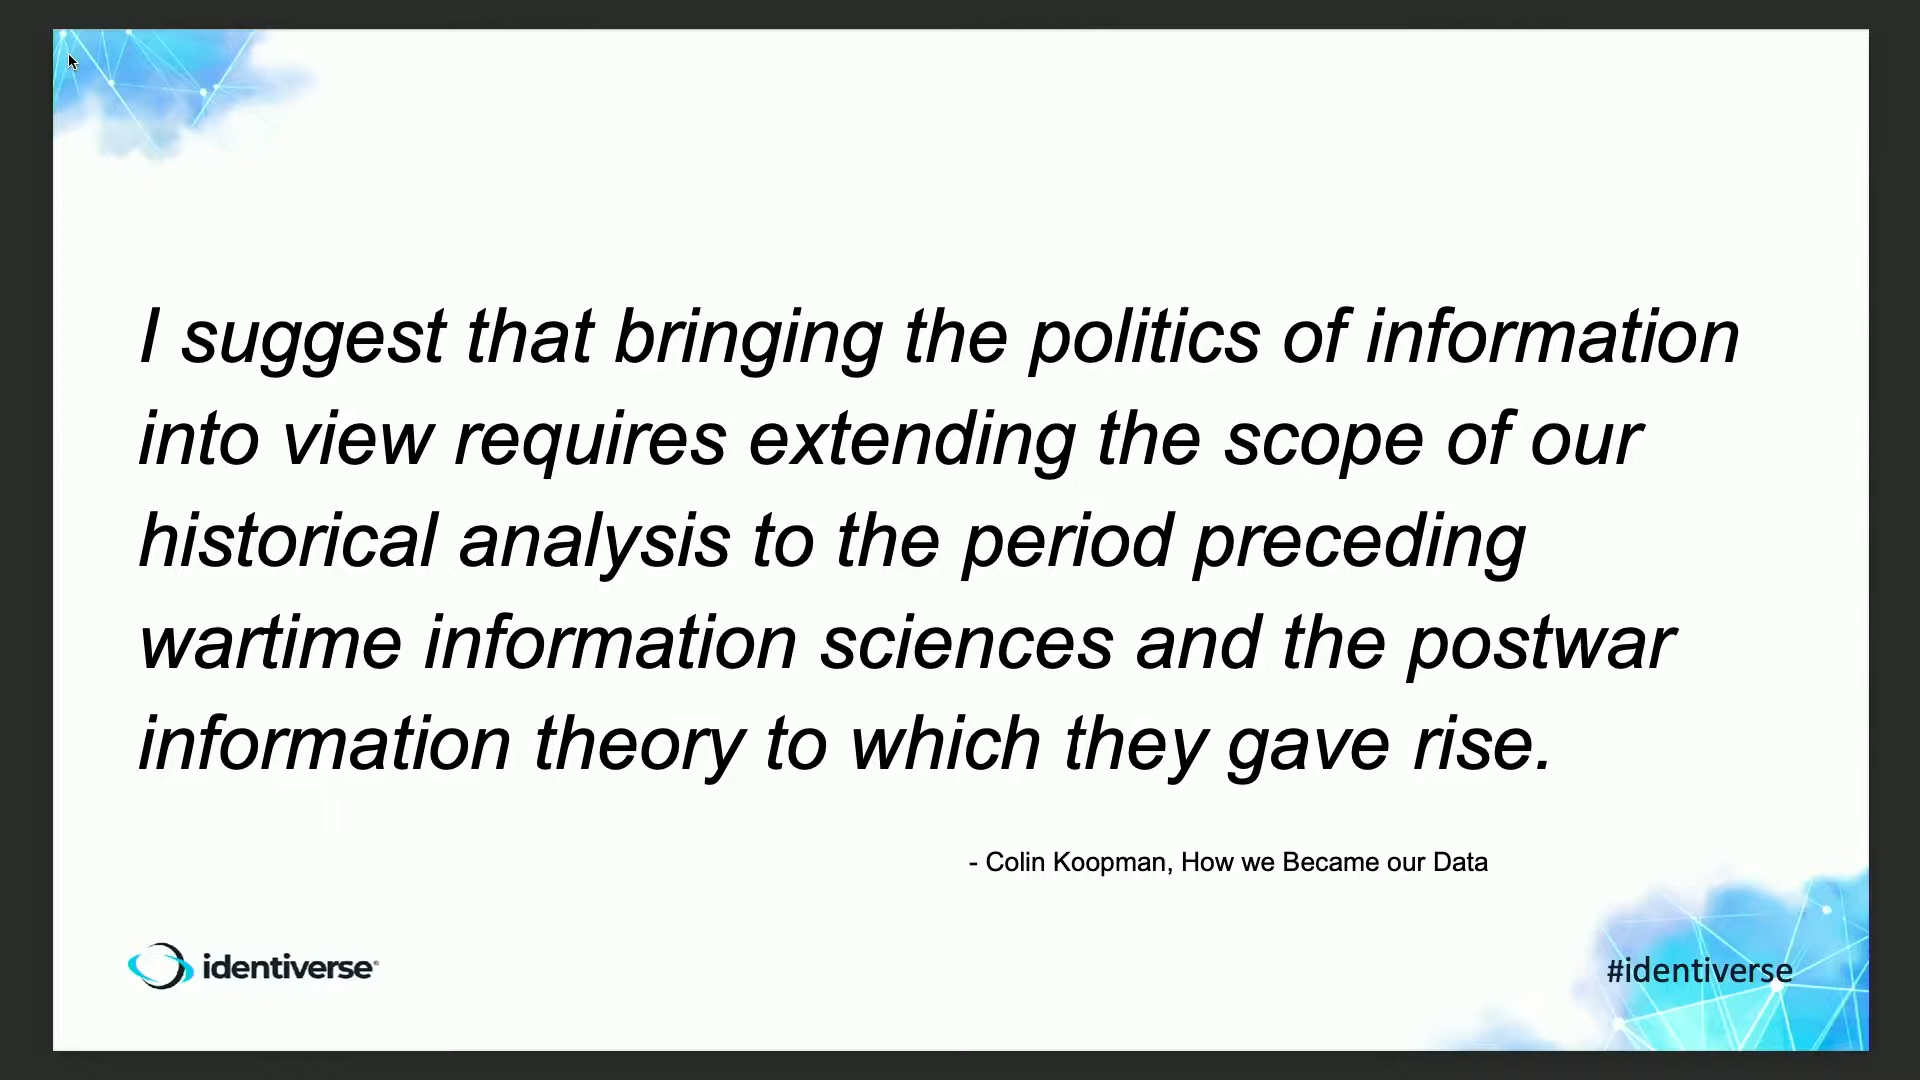 I suggest that bringing the politics of information
into view requires extending the scope of our
historical analysis to the period preceding
wartime information sciences and the postwar
information theory to which they gave rise.
- Colin Koopman, How we Became our Data
identiverse
#identiverse